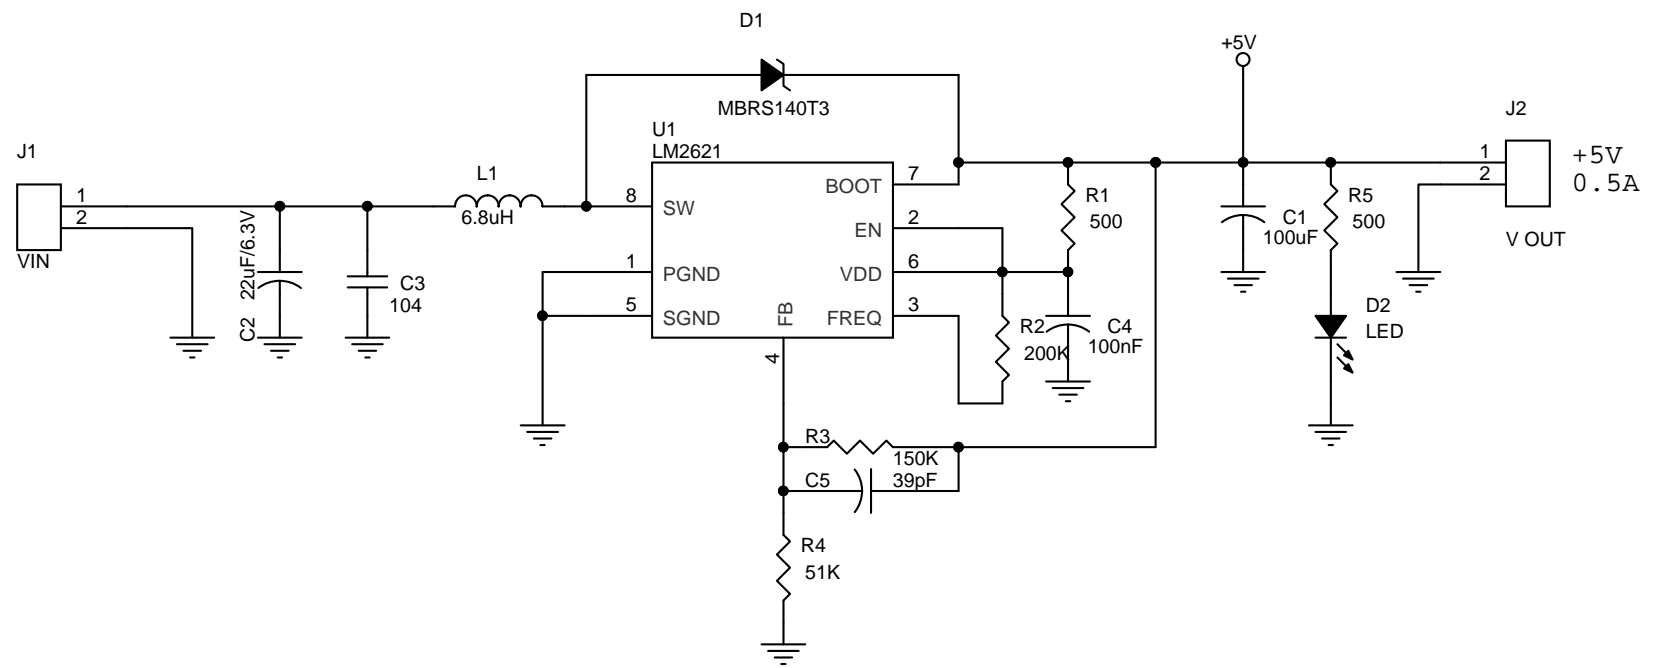 D1
+5V
MBRS140T3
J2
U1
LM2621
J1
1
2
VIN
L1
6.8uH
8
SW
BOOT
7
EN
2
1
PGND
VDD
6
5
SGND
FB
FREQ
3
4
R1
500
C1
100uF
R5
500
1
2
+5V
0.5A
V OUT
C2 22uF/6.3V
C3
104
R2
200K
C4
100nF
D2
LED
R3
150K
C5
39pF
R4
51K